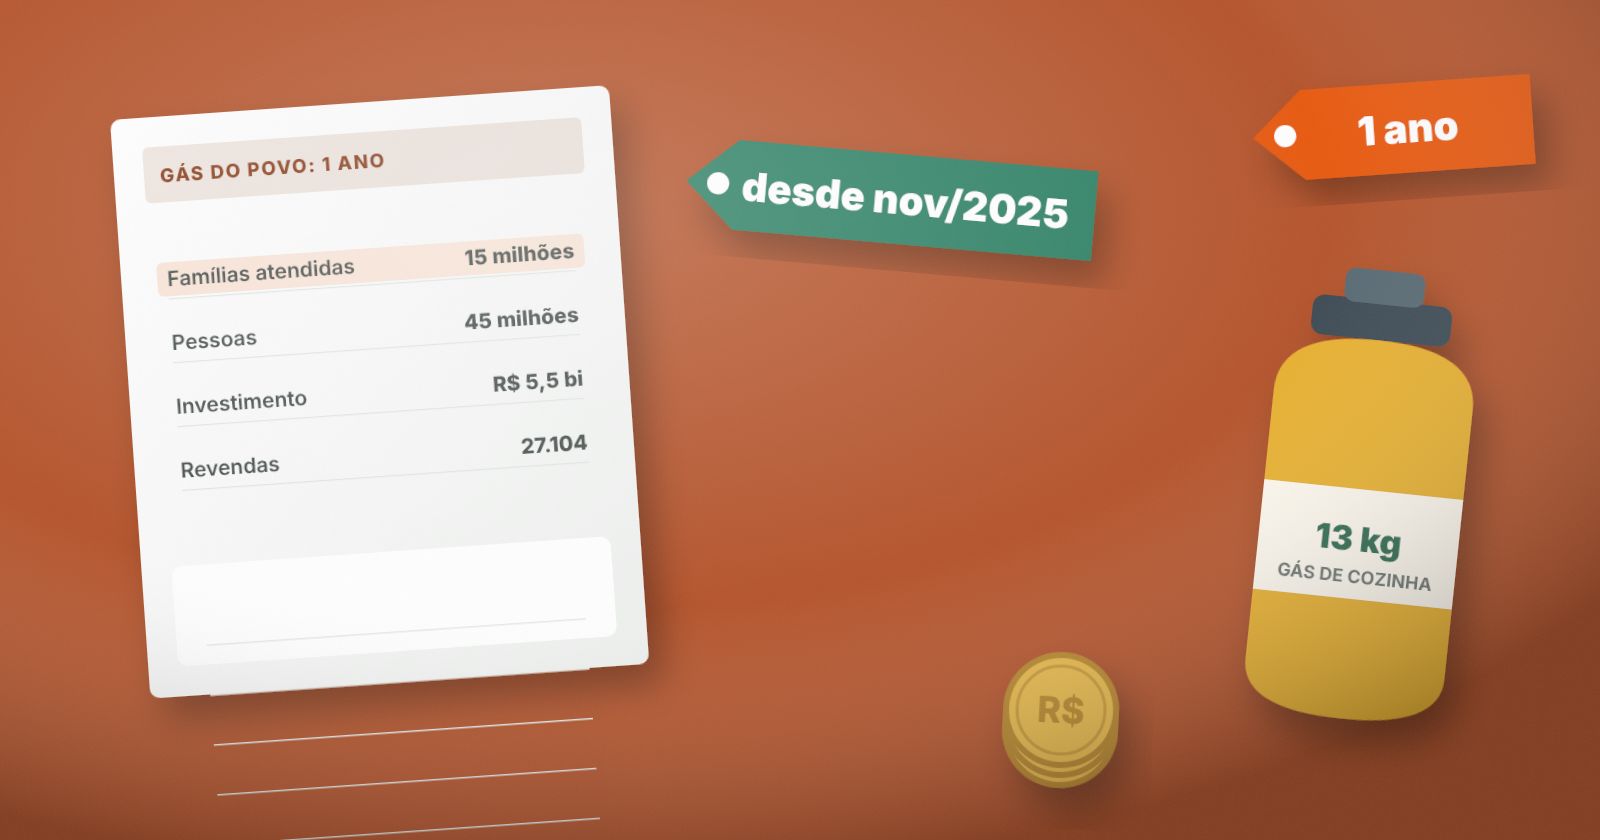 GÁS DO POVO: 1 ANO
Famílias atendidas 15 milhões
Pessoas 45 milhões
Investimento R$ 5,5 bi
Revendas 27.104
desde nov/2025
1 ano
13 kg
GÁS DE COZINHA
R$